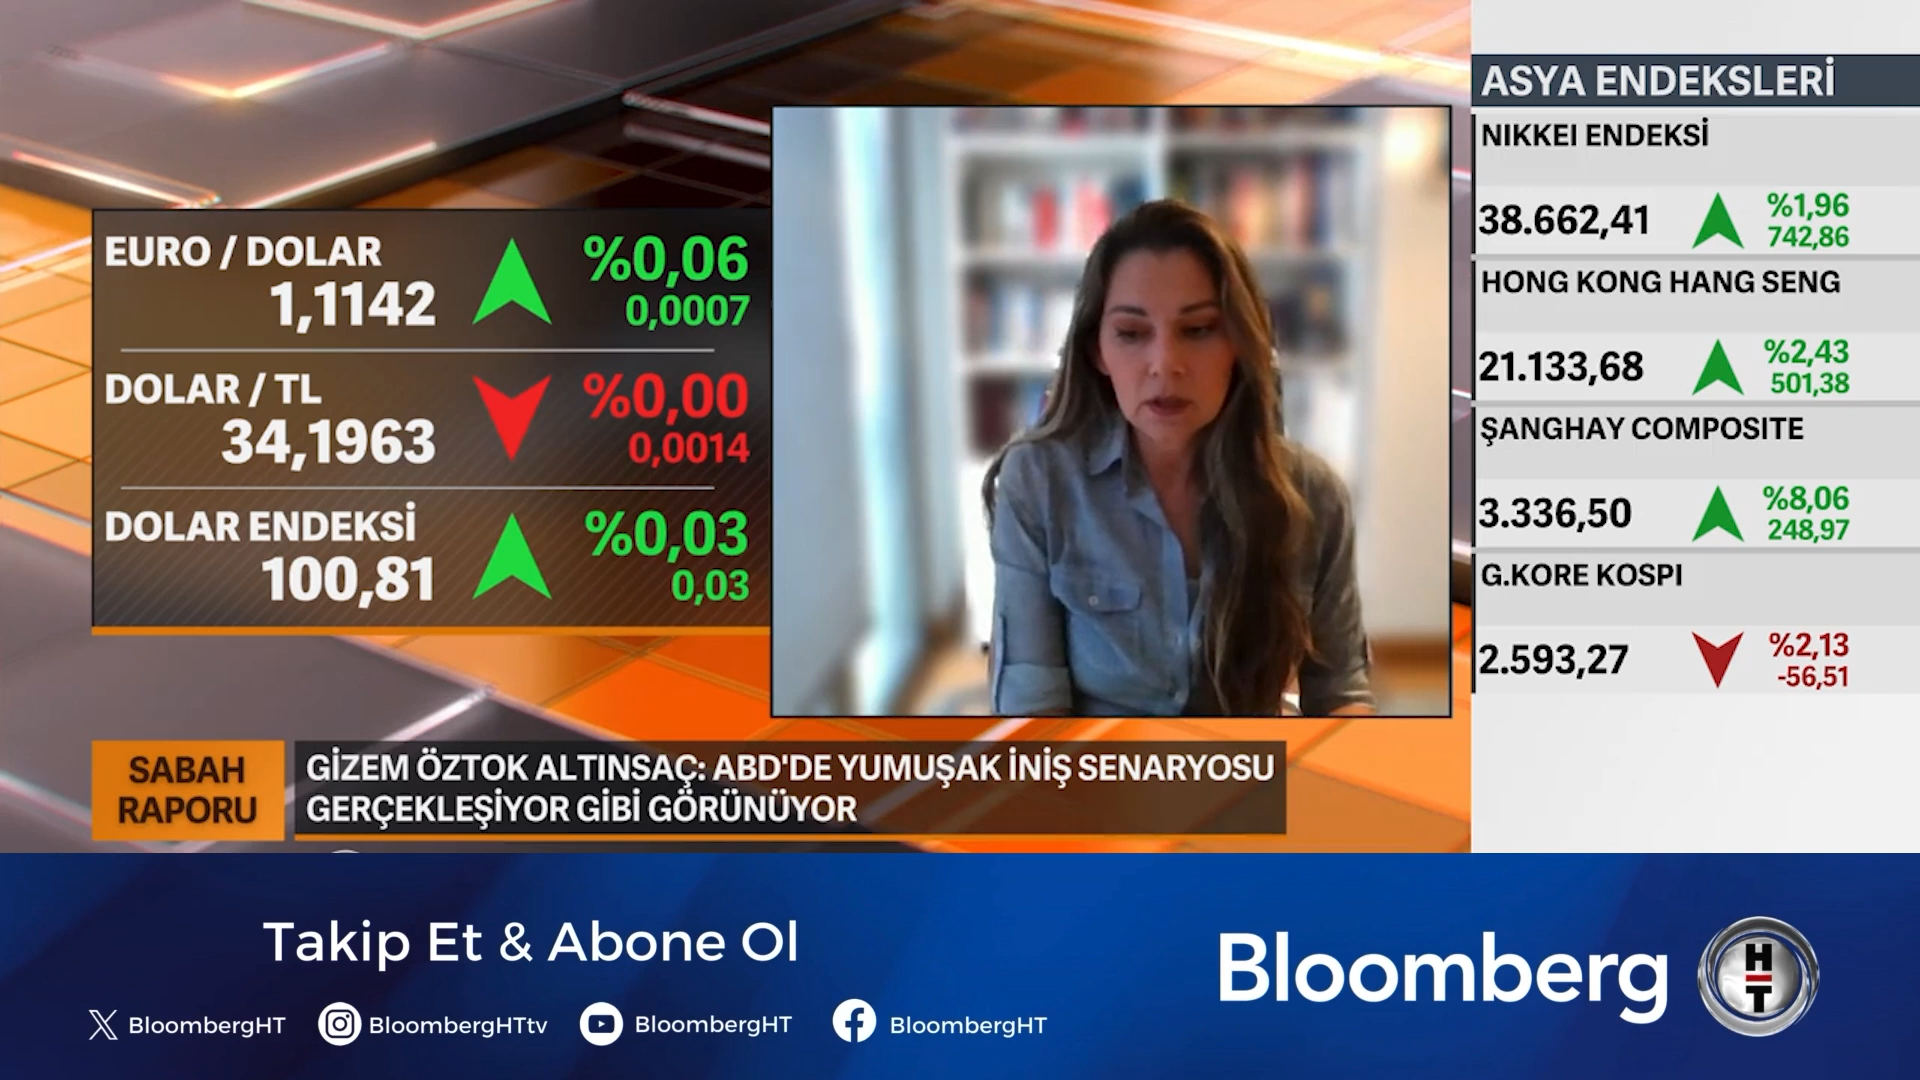 EURO / DOLAR
1,1142
%0,06
0,0007
DOLAR / TL
34,1963
%0,00
0,0014
DOLAR ENDEKSİ
100,81
%0,03
0,03
ASYA ENDEKSLERİ
NIKKEI ENDEKSİ
38.662,41
%1,96
742,86
HONG KONG HANG SENG
21.133,68
%2,43
501,38
ŞANGHAY COMPOSITE
3.336,50
%8,06
248,97
G.KORE KOSPI
2.593,27
%2,13
-56,51
SABAH
RAPORU
GİZEM ÖZTOK ALTINSAÇ: ABD'DE YUMUŞAK İNİŞ SENARYOSU
GERÇEKLEŞİYOR GİBİ GÖRÜNÜYOR
Takip Et & Abone Ol
BloombergHT
BloombergHTtv
BloombergHT
BloombergHT
Bloomberg HT